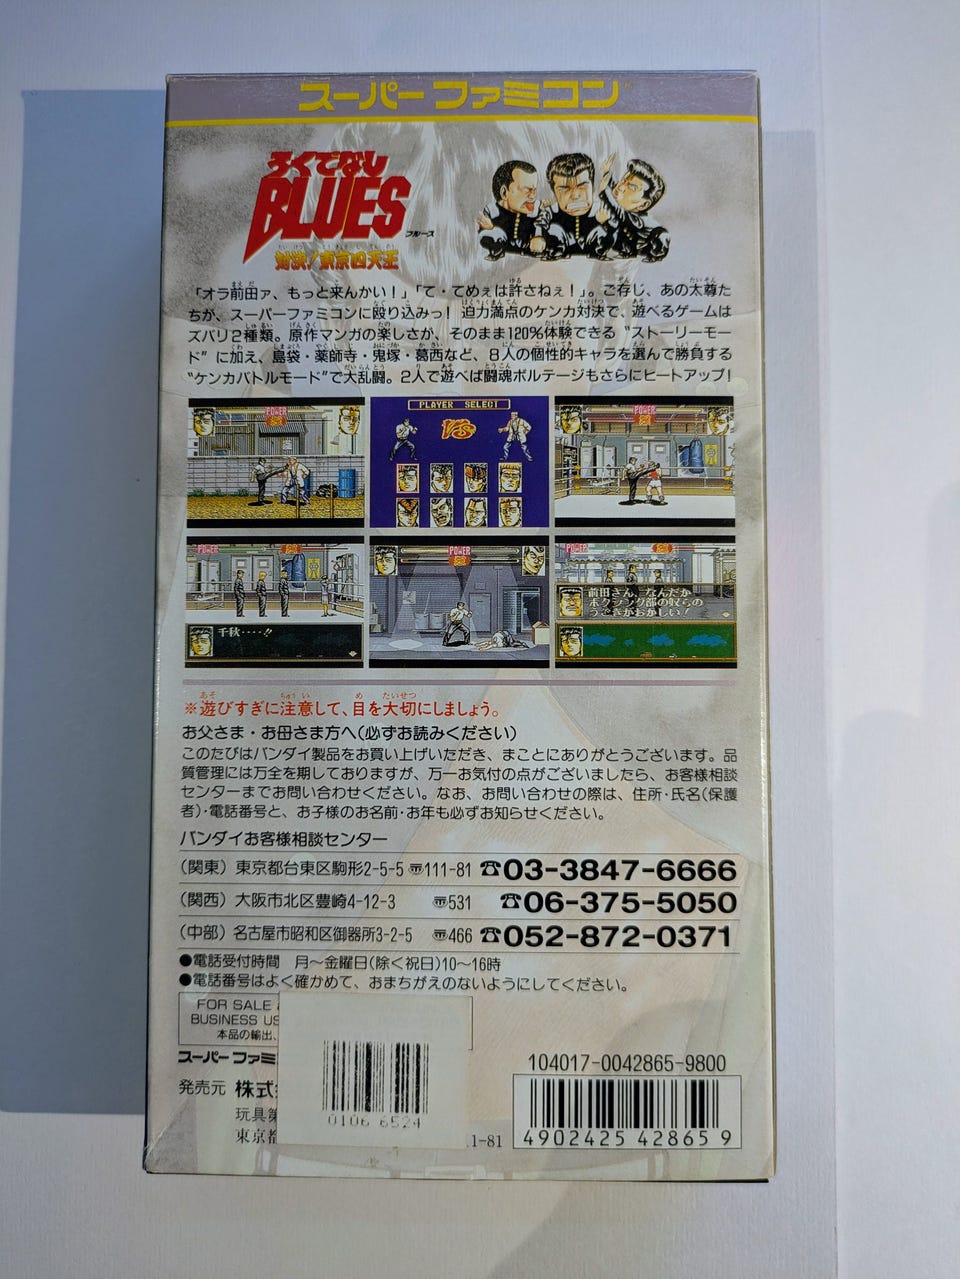 スーパーファミコン
ろくでなし
BLUES
ブルース
対決!東京四天王
「オラ前田ァ、もっと来んかい!」「て・てめぇは許さねぇ!」。ご存じ、あの太尊た
ちが、スーパーファミコンに殴り込みっ! 迫力満点のケンカ対決で、遊べるゲームは
ズバリ2種類。原作マンガの楽しさが、そのまま120%体験できる“ストーリーモー
ド”に加え、島袋・薬師寺・鬼塚・葛西など、8人の個性的キャラを選んで勝負する
“ケンカバトルモード”で大乱闘。2人で遊べば闘魂ボルテージもさらにヒートアップ!
POWER
PLAYER SELECT
VS
POWER
POWER
千秋‥‥!!
POWER
POWER
前田さん、なんだか
ボクシング部の奴らの
※遊びすぎに注意して、目を大切にしましょう。
お父さま・お母さま方へ(必ずお読みください)
このたびはバンダイ製品をお買い上げいただき、まことにありがとうございます。品
質管理には万全を期しておりますが、万一お気付の点がございましたら、お客様相談
センターまでお問い合わせください。なお、お問い合わせの際は、住所・氏名(保護
者)・電話番号と、お子様のお名前・お年も必ずお知らせください。
バンダイお客様相談センター
(関東) 東京都台東区駒形2-5-5 〒111-81 ☎03-3847-6666
(関西) 大阪市北区豊崎4-12-3 〒531 ☎06-375-5050
(中部) 名古屋市昭和区御器所3-2-5 〒466 ☎052-872-0371
●電話受付時間 月〜金曜日(除く祝日)10〜16時
●電話番号はよく確かめて、おまちがえのないようにしてください。
FOR SALE
BUSINESS US
本品の輸出、
スーパーファミ
発売元 株式
玩具第
東京都
1-81
0106 6524
104017-0042865-9800
4902425 428659